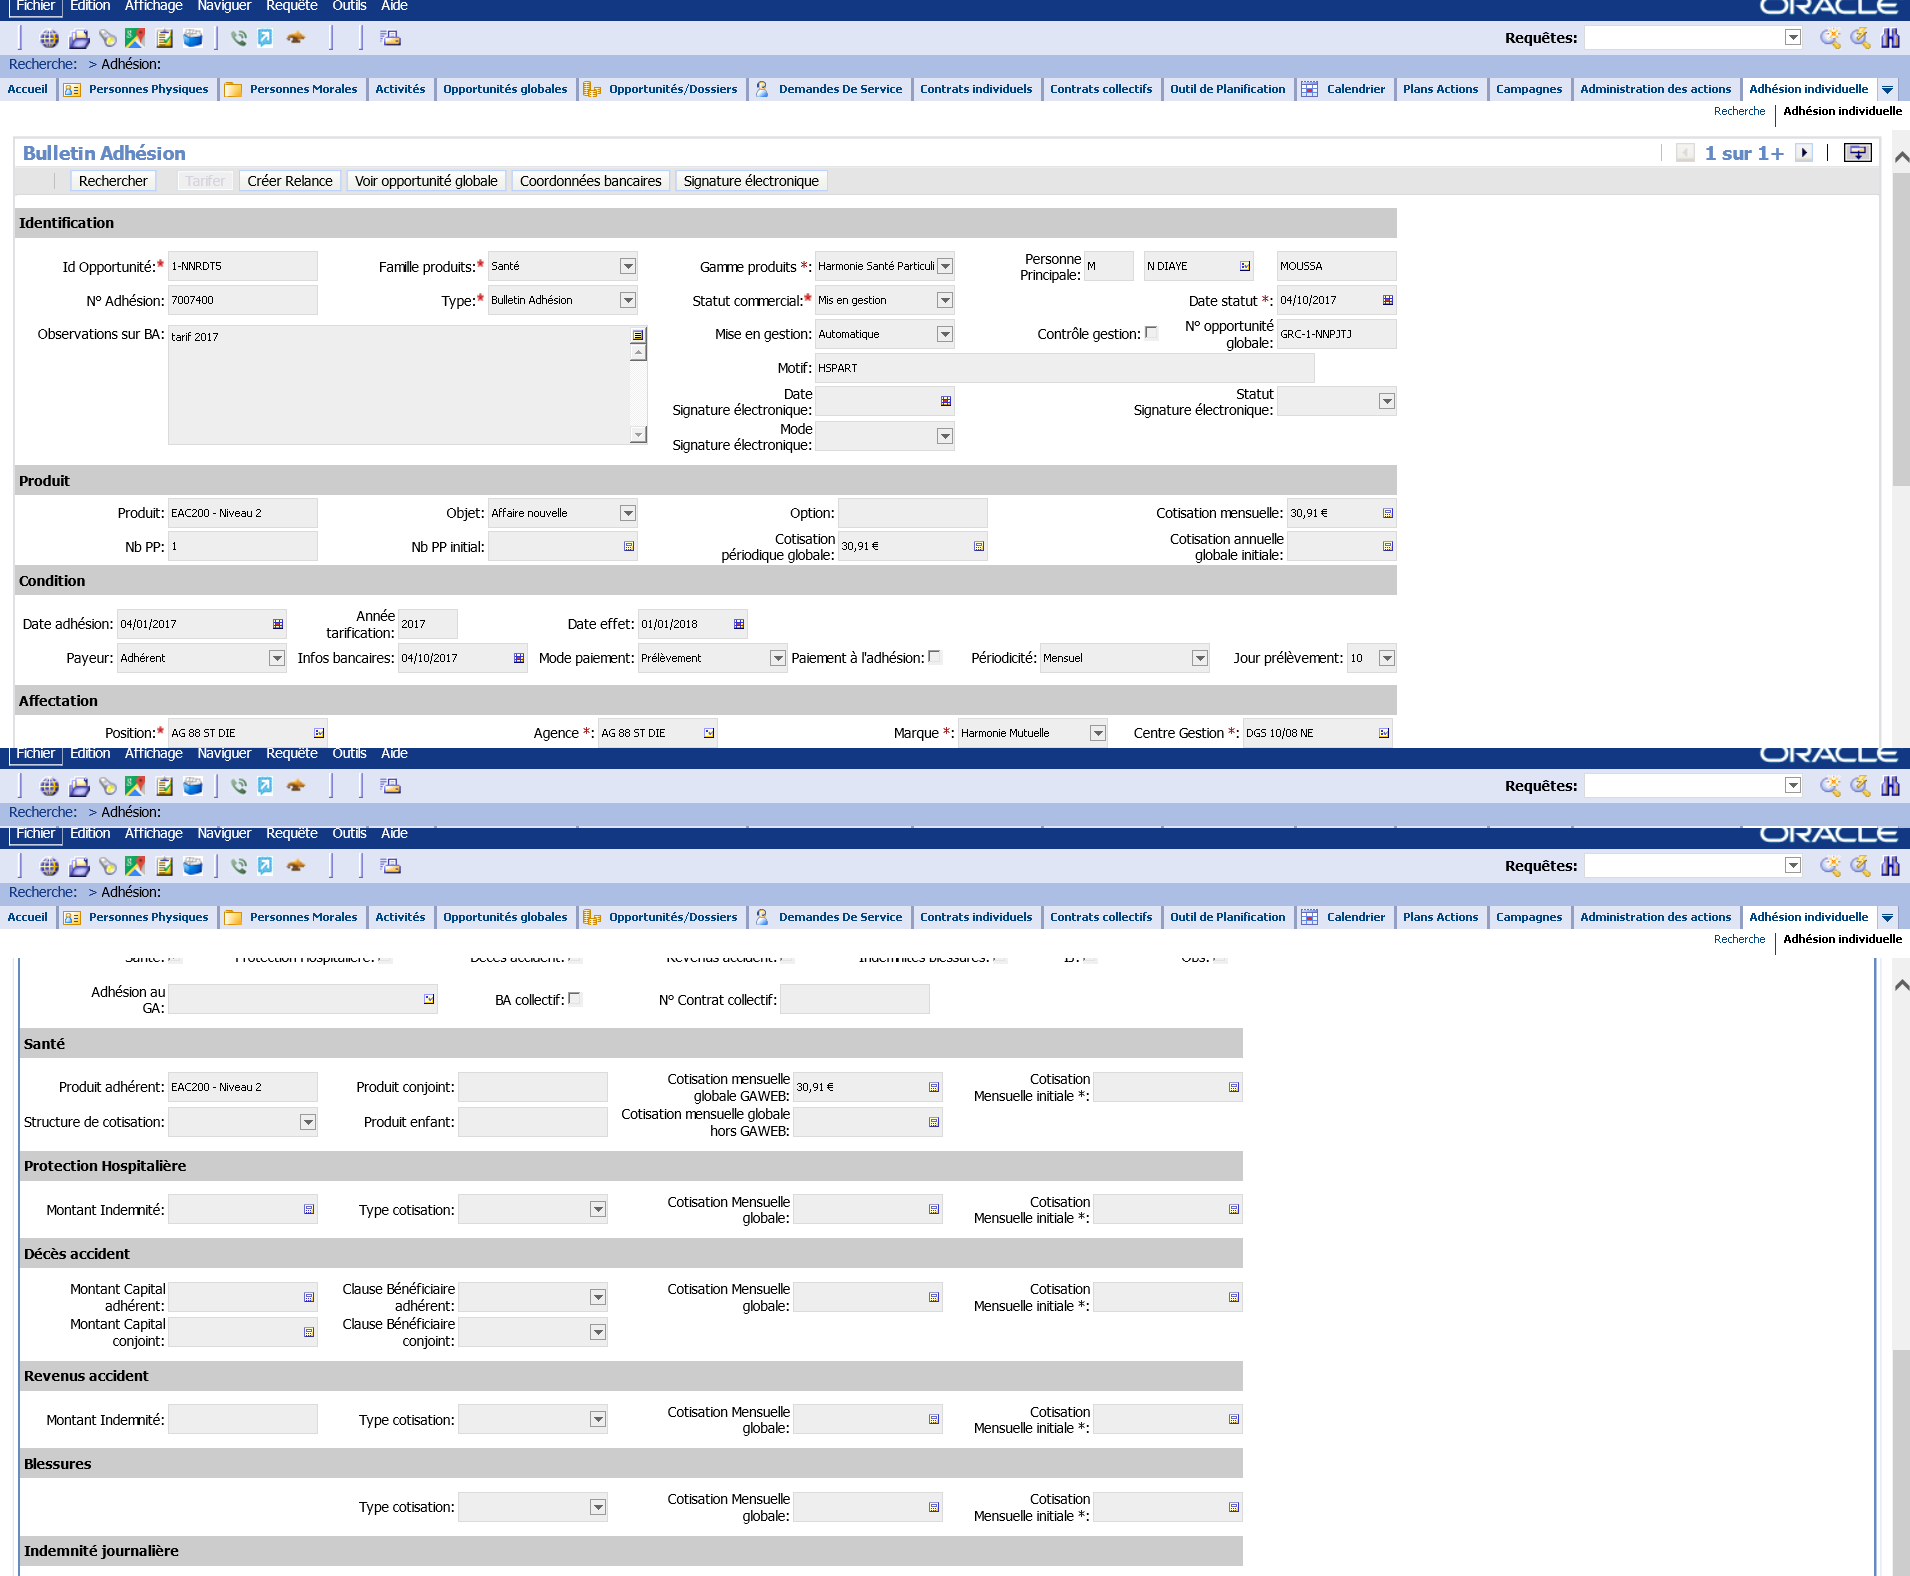 Fichier Edition Affichage Naviguer Requête Outils Aide ORACLE
Requêtes:
Recherche: > Adhésion:
Accueil Personnes Physiques Personnes Morales Activités Opportunités globales Opportunités/Dossiers Demandes De Service Contrats individuels Contrats collectifs Outil de Planification Calendrier Plans Actions Campagnes Administration des actions Adhésion individuelle
Recherche Adhésion individuelle
Bulletin Adhésion 1 sur 1+
Rechercher Tarifer Créer Relance Voir opportunité globale Coordonnées bancaires Signature électronique
Identification
Id Opportunité:* 1-NNRDT5 Famille produits:* Santé Gamme produits *: Harmonie Santé Particuli Personne Principale: M N DIAYE MOUSSA
N° Adhésion: 7007400 Type:* Bulletin Adhésion Statut commercial:* Mis en gestion Date statut *: 04/10/2017
Observations sur BA: tarif 2017 Mise en gestion: Automatique Contrôle gestion: N° opportunité globale: GRC-1-NNPJTJ
Motif: HSPART
Date Signature électronique: Statut Signature électronique:
Mode Signature électronique:
Produit
Produit: EAC200 - Niveau 2 Objet: Affaire nouvelle Option: Cotisation mensuelle: 30,91 €
Nb PP: 1 Nb PP initial: Cotisation périodique globale: 30,91 € Cotisation annuelle globale initiale:
Condition
Date adhésion: 04/01/2017 Année tarification: 2017 Date effet: 01/01/2018
Payeur: Adhérent Infos bancaires: 04/10/2017 Mode paiement: Prélèvement Paiement à l'adhésion: Périodicité: Mensuel Jour prélèvement: 10
Affectation
Position:* AG 88 ST DIE Agence *: AG 88 ST DIE Marque *: Harmonie Mutuelle Centre Gestion *: DGS 10/08 NE
Fichier Edition Affichage Naviguer Requête Outils Aide ORACLE
Requêtes:
Recherche: > Adhésion:
Fichier Edition Affichage Naviguer Requête Outils Aide ORACLE
Requêtes:
Recherche: > Adhésion:
Accueil Personnes Physiques Personnes Morales Activités Opportunités globales Opportunités/Dossiers Demandes De Service Contrats individuels Contrats collectifs Outil de Planification Calendrier Plans Actions Campagnes Administration des actions Adhésion individuelle
Recherche Adhésion individuelle
Santé: Protection Hospitalière: Décès accident: Revenus accident: Indemnités blessures: IJ: Obs:
Adhésion au GA: BA collectif: N° Contrat collectif:
Santé
Produit adhérent: EAC200 - Niveau 2 Produit conjoint: Cotisation mensuelle globale GAWEB: 30,91 € Cotisation Mensuelle initiale *:
Structure de cotisation: Produit enfant: Cotisation mensuelle globale hors GAWEB:
Protection Hospitalière
Montant Indemnité: Type cotisation: Cotisation Mensuelle globale: Cotisation Mensuelle initiale *:
Décès accident
Montant Capital adhérent: Clause Bénéficiaire adhérent: Cotisation Mensuelle globale: Cotisation Mensuelle initiale *:
Montant Capital conjoint: Clause Bénéficiaire conjoint:
Revenus accident
Montant Indemnité: Type cotisation: Cotisation Mensuelle globale: Cotisation Mensuelle initiale *:
Blessures
Type cotisation: Cotisation Mensuelle globale: Cotisation Mensuelle initiale *:
Indemnité journalière